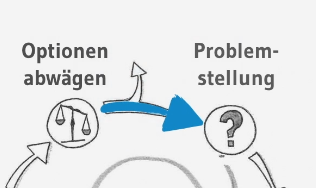 Optionen
abwägen
Problem-
stellung
?